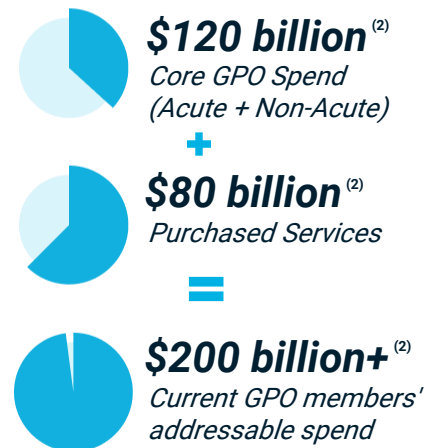 $120 billion (2)
Core GPO Spend
(Acute + Non-Acute)
+
$80 billion (2)
Purchased Services
=
$200 billion+ (2)
Current GPO members'
addressable spend